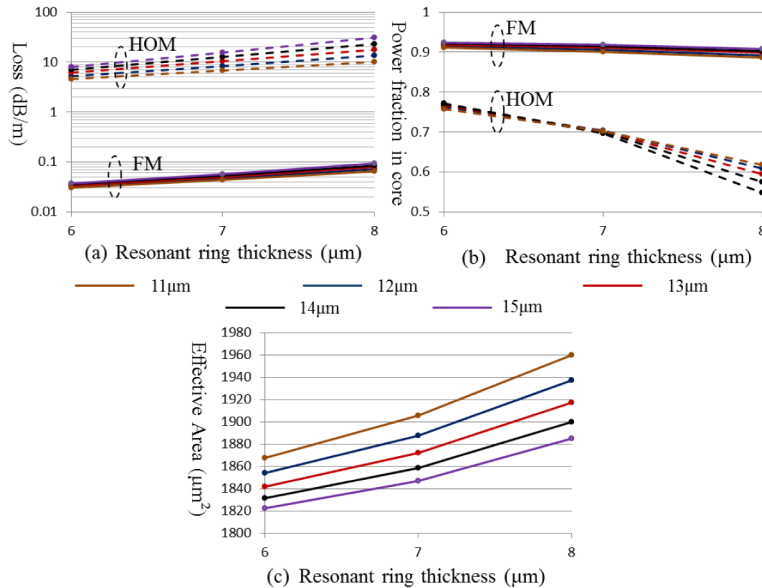 Loss (dB/m)
100
10
1
0.1
0.01
HOM
FM
6
7
8
(a) Resonant ring thickness (µm)
Power fraction in core
1
0.9
0.8
0.7
0.6
0.5
FM
HOM
6
7
8
(b) Resonant ring thickness (µm)
11µm
12µm
13µm
14µm
15µm
Effective Area (µm²)
1980
1960
1940
1920
1900
1880
1860
1840
1820
1800
6
7
8
(c) Resonant ring thickness (µm)